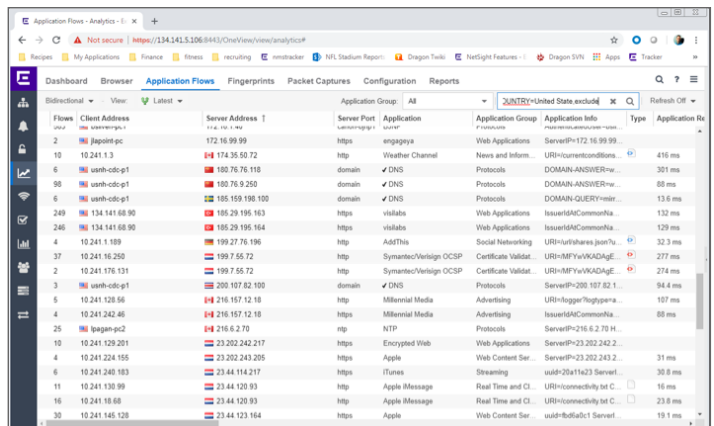 Application Flows - Analytics - Ex
Not secure | https://134.141.5.106:8443/OneView/view/analytics#
Recipes My Applications Finance fitness recruiting nmstracker NFL Stadium Report: Dragon Twiki NetSight Features - Dragon SVN Apps Tracker
Dashboard Browser Application Flows Fingerprints Packet Captures Configuration Reports
Bidirectional View: Latest Application Group: All OUNTRY=United State,exclude Refresh Off
Flows Client Address Server Address Server Port Application Application Group Application Info Type Application Re
2 jlapoint-pc 172.16.99.99 https engageya Web Applications ServerIP=172.16.99.99...
10 10.241.1.3 174.35.50.72 http Weather Channel News and Inform... URI=/currentconditions... 416 ms
6 usnh-cdc-p1 180.76.76.118 domain ✔ DNS Protocols DOMAIN-ANSWER=w... 301 ms
98 usnh-cdc-p1 180.76.9.250 domain ✔ DNS Protocols DOMAIN-ANSWER=w... 88 ms
6 usnh-cdc-p1 185.159.198.100 domain ✔ DNS Protocols DOMAIN-QUERY=mirr... 13.6 ms
249 134.141.68.90 185.29.195.163 https visilabs Web Applications IssuerIdAtCommonNa... 132 ms
246 134.141.68.90 185.29.195.164 https visilabs Web Applications IssuerIdAtCommonNa... 129 ms
4 10.241.1.189 199.27.76.196 http AddThis Social Networking URI=/url/shares.json?u... 32.3 ms
37 10.241.16.250 199.7.55.72 http Symantec/Verisign OCSP Certificate Validat... URI=/MFYwVKADAgE... 277 ms
2 10.241.176.131 199.7.55.72 http Symantec/Verisign OCSP Certificate Validat... URI=/MFYwVKADAgE... 274 ms
3 usnh-cdc-p1 200.107.82.100 domain ✔ DNS Protocols ServerIP=200.107.82.1... 94.4 ms
5 10.241.128.56 216.157.12.18 http Millennial Media Advertising URI=/logger?logtype=a... 107 ms
4 10.241.242.46 216.157.12.18 https Millennial Media Advertising IssuerIdAtCommonNa... 88 ms
25 lpagan-pc2 216.6.2.70 ntp NTP Protocols ServerIP=216.6.2.70 H...
10 10.241.129.201 23.202.242.217 https Encrypted Web Web Applications ServerIP=23.202.242.2...
4 10.241.224.155 23.202.243.205 https Apple Web Content Ser... ServerIP=23.202.243.2... 31 ms
6 10.241.240.183 23.44.114.217 https iTunes Streaming uuid=20a11e23 ServerI... 30.8 ms
11 10.241.130.99 23.44.120.93 http Apple iMessage Real Time and Cl... URI=/connectivity.txt C... 16 ms
16 10.241.18.68 23.44.120.93 http Apple iMessage Real Time and Cl... URI=/connectivity.txt C... 23.8 ms
30 10.241.145.128 23.44.123.164 https Apple Web Content Ser... uuid=fbd6a0c1 ServerI... 19.1 ms